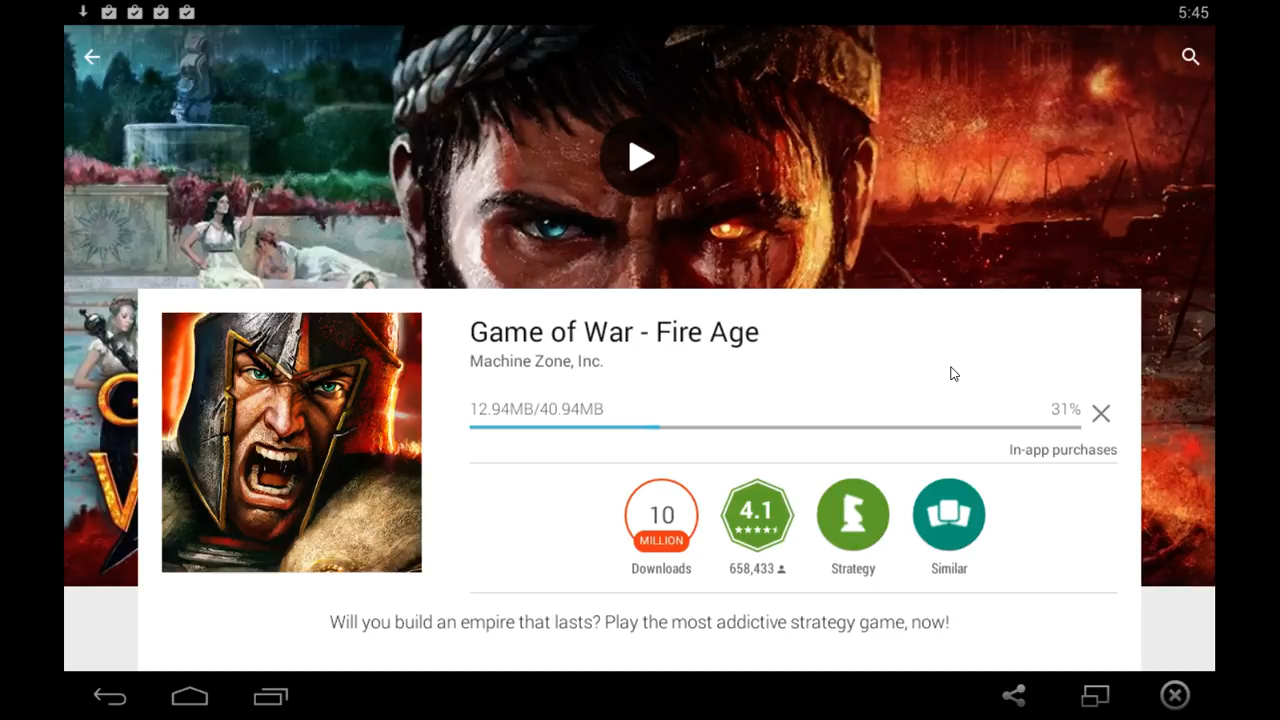 5:45
Game of War - Fire Age
Machine Zone, Inc.
12.94MB/40.94MB 31%
In-app purchases
10
MILLION
Downloads
4.1
658,433
Strategy
Similar
Will you build an empire that lasts? Play the most addictive strategy game, now!